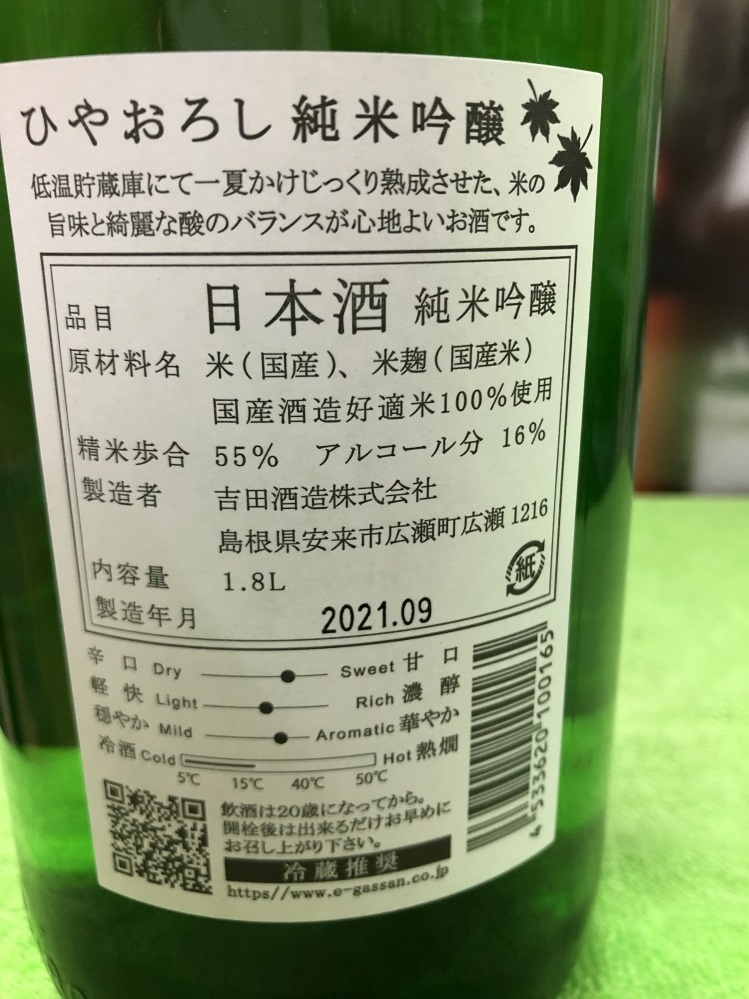 ひやおろし 純米吟醸
低温貯蔵庫にて一夏かけじっくり熟成させた、米の
旨味と綺麗な酸のバランスが心地よいお酒です。
品目 日本酒 純米吟醸
原材料名 米(国産)、米麹(国産米)
国産酒造好適米100%使用
精米歩合 55% アルコール分 16%
製造者 吉田酒造株式会社
島根県安来市広瀬町広瀬1216
内容量 1.8L
紙
製造年月 2021.09
辛口 Dry Sweet 甘口
軽快 Light Rich 濃醇
穏やか Mild Aromatic 華やか
冷酒 Cold Hot 熱燗
5℃ 15℃ 40℃ 50℃
飲酒は20歳になってから。
開栓後は出来るだけお早めに
お召し上がり下さい。
冷蔵推奨
https//www.e-gassan.co.jp
4 533620 100165